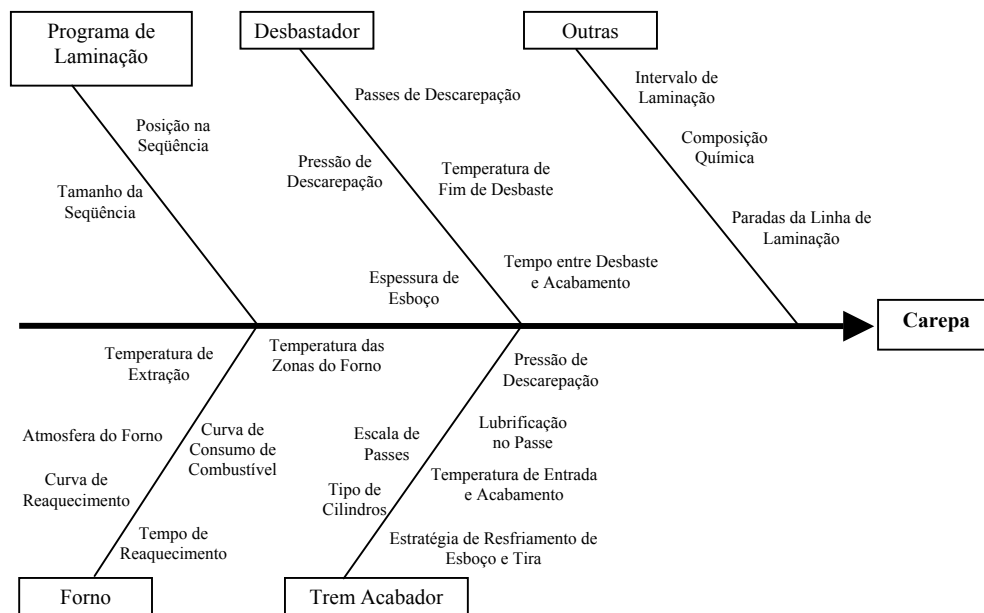 Programa de
Laminação
Desbastador
Outras
Posição na
Seqüência
Tamanho da
Seqüência
Passes de Descarepação
Pressão de
Descarepação
Temperatura de
Fim de Desbaste
Espessura de
Esboço
Tempo entre Desbaste
e Acabamento
Intervalo de
Laminação
Composição
Química
Paradas da Linha de
Laminação
Carepa
Temperatura de
Extração
Temperatura das
Zonas do Forno
Atmosfera do Forno
Curva de
Consumo de
Combustível
Curva de
Reaquecimento
Tempo de
Reaquecimento
Pressão de
Descarepação
Escala de
Passes
Lubrificação
no Passe
Tipo de
Cilindros
Temperatura de Entrada
e Acabamento
Estratégia de Resfriamento de
Esboço e Tira
Forno
Trem Acabador